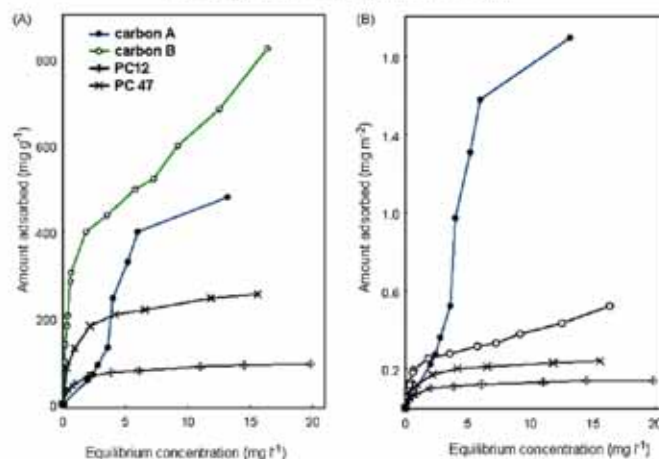 (A)
carbon A
carbon B
PC12
PC 47
Amount adsorbed (mg g⁻¹)
800
600
400
200
0
0
5
10
15
20
Equilibrium concentration (mg l⁻¹)
(B)
Amount adsorbed (mg m⁻²)
1.8
1.4
1.0
0.6
0.2
0
5
10
15
20
Equilibrium concentration (mg l⁻¹)